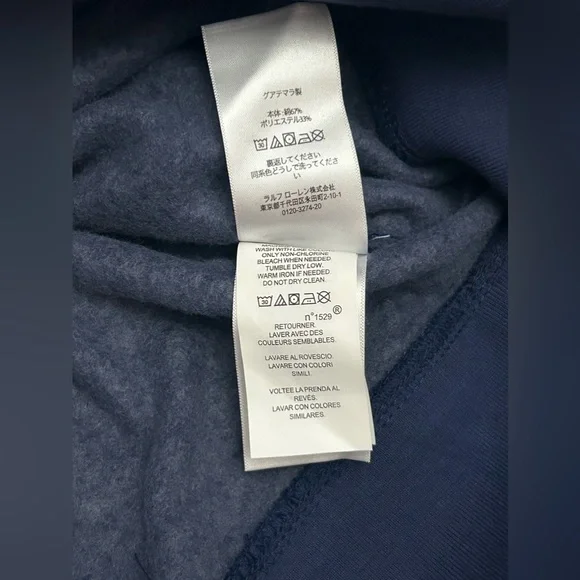 グアテマラ製
本体:綿67%
ポリエステル33%
30
裏返してください
同系色どうしで洗ってくださ
い
ラルフ ローレン株式会社
東京都千代田区永田町2-10-1
0120-3274-20
WASH WITH LIKE COLORS
ONLY NON-CHLORINE
BLEACH WHEN NEEDED
TUMBLE DRY LOW.
WARM IRON IF NEEDED
DO NOT DRY CLEAN.
30
n°1529 ®
RETOURNER.
LAVER AVEC DES
COULEURS SEMBLABLES.
LAVARE AL ROVESCIO.
LAVARE CON COLORI
SIMILI.
VOLTEE LA PRENDA AL
REVÉS.
LAVAR CON COLORES
SIMILARES.